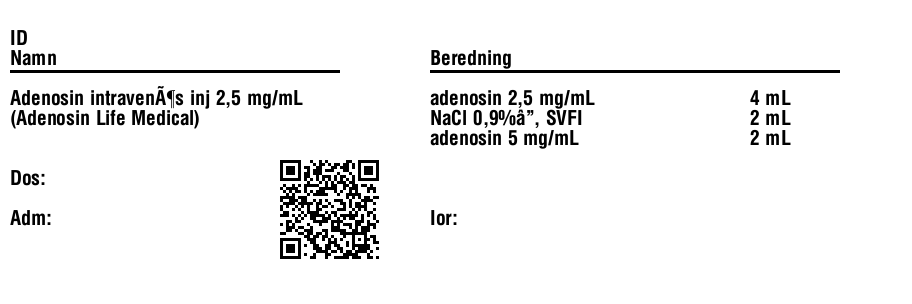 ID
Namn
Beredning
Adenosin intravenÃ¶s inj 2,5 mg/mL
(Adenosin Life Medical)
adenosin 2,5 mg/mL 4 mL
NaCl 0,9%â”, SVFI 2 mL
adenosin 5 mg/mL 2 mL
Dos:
Adm:
Ior: